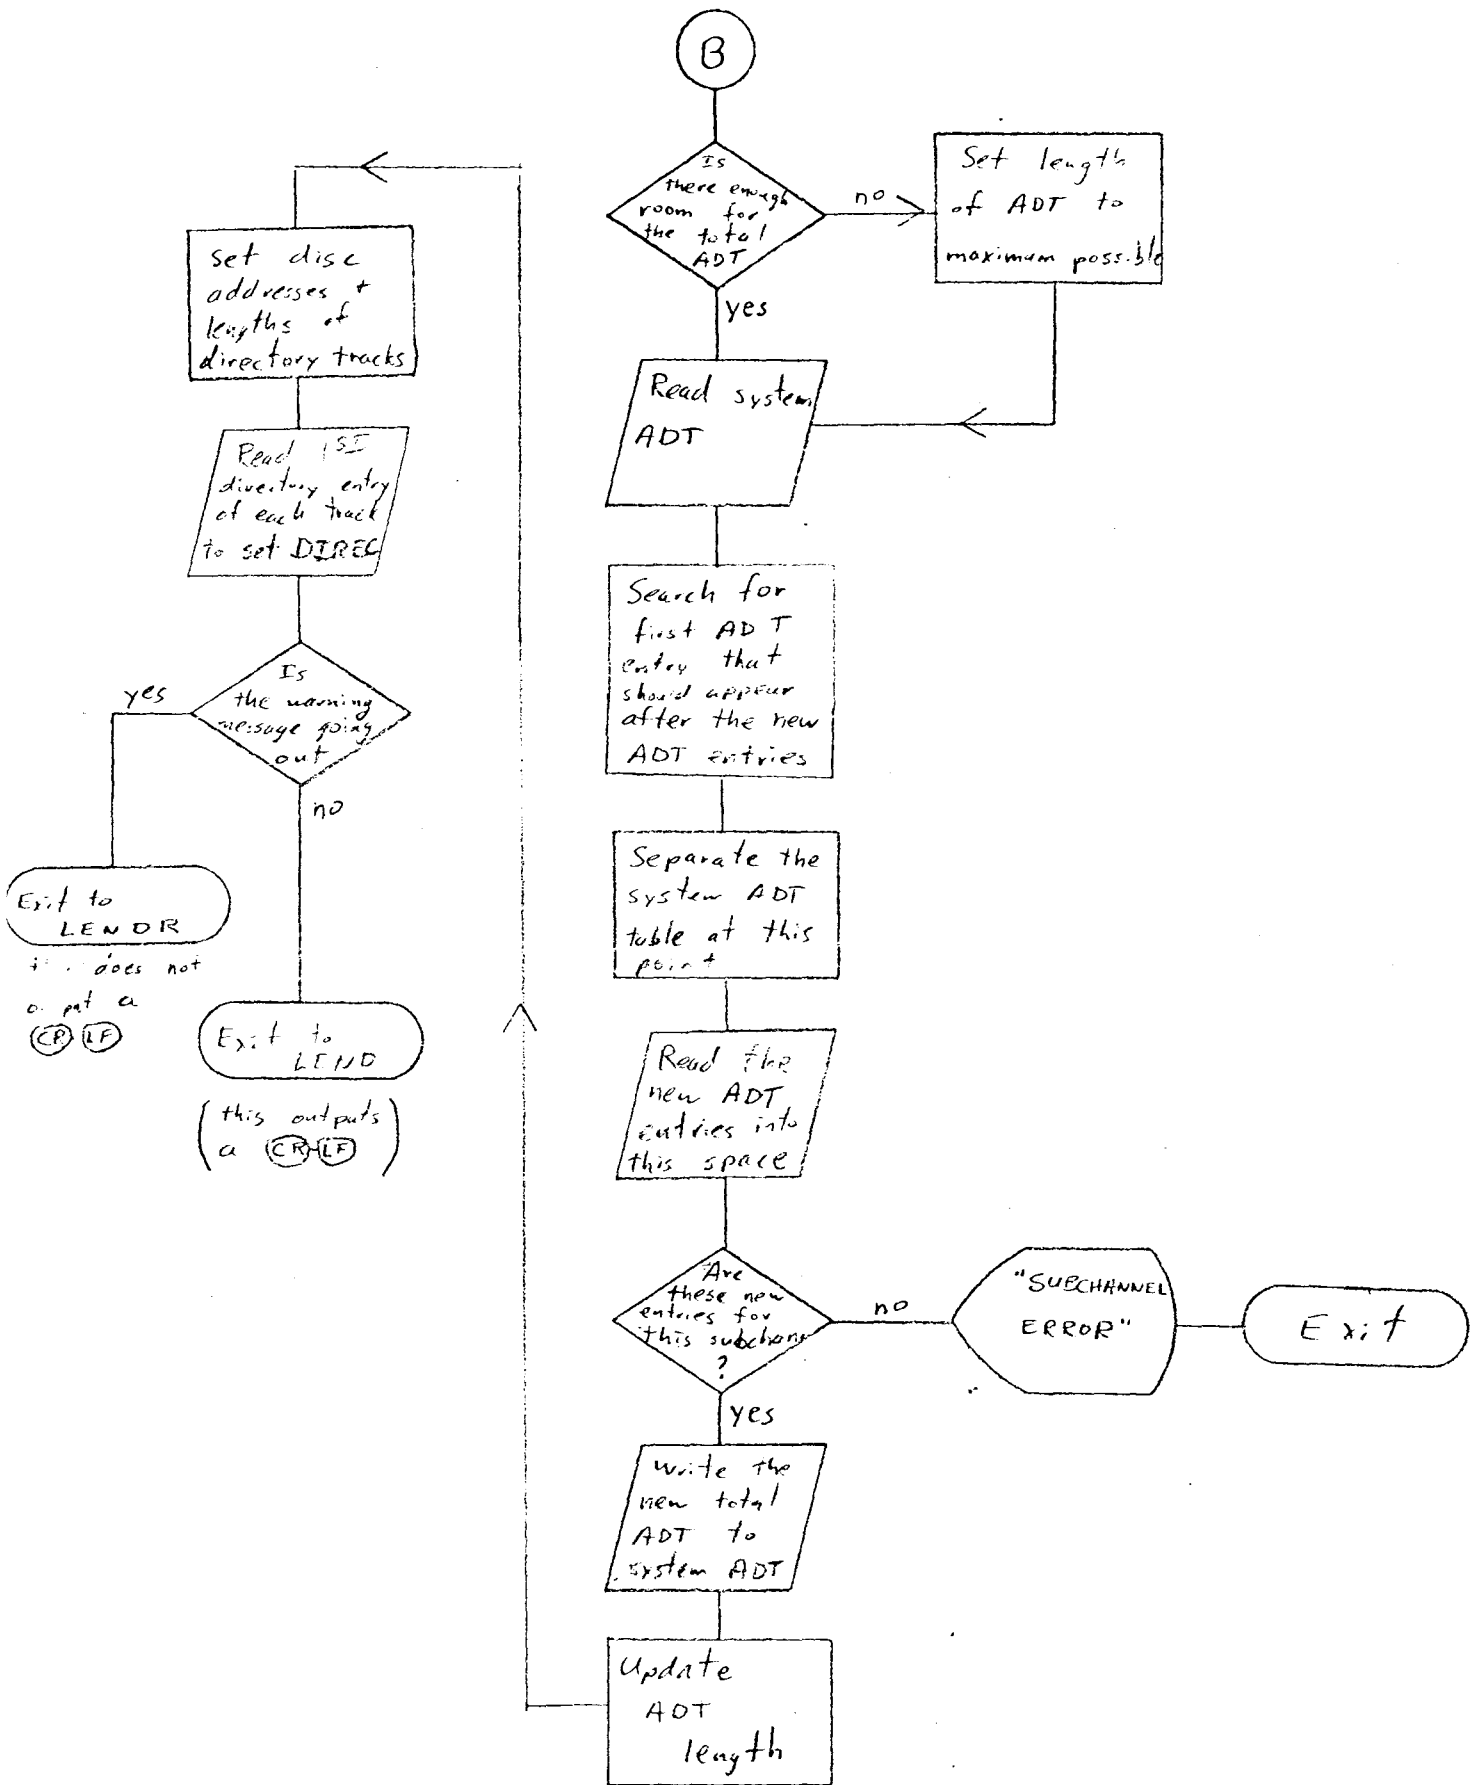 B
Is
there enough
room for
the total
ADT
no
Set length
of ADT to
maximum possible
yes
Read system
ADT
Search for
first ADT
entry that
should appear
after the new
ADT entries
Separate the
system ADT
table at this
point
Read the
new ADT
entries into
this space
Are
these new
entries for
this subchan
?
no
"SUBCHANNEL
ERROR"
Exit
yes
Write the
new total
ADT to
system ADT
Update
ADT
length
Set disc
addresses +
lengths of
directory tracks
Read 1ST
directory entry
of each track
to set DIREC
Is
the warning
message going
out
yes
no
Exit to
LENDR
does not
a
CR LF
Exit to
LEND
(this outputs
a CR-LF)